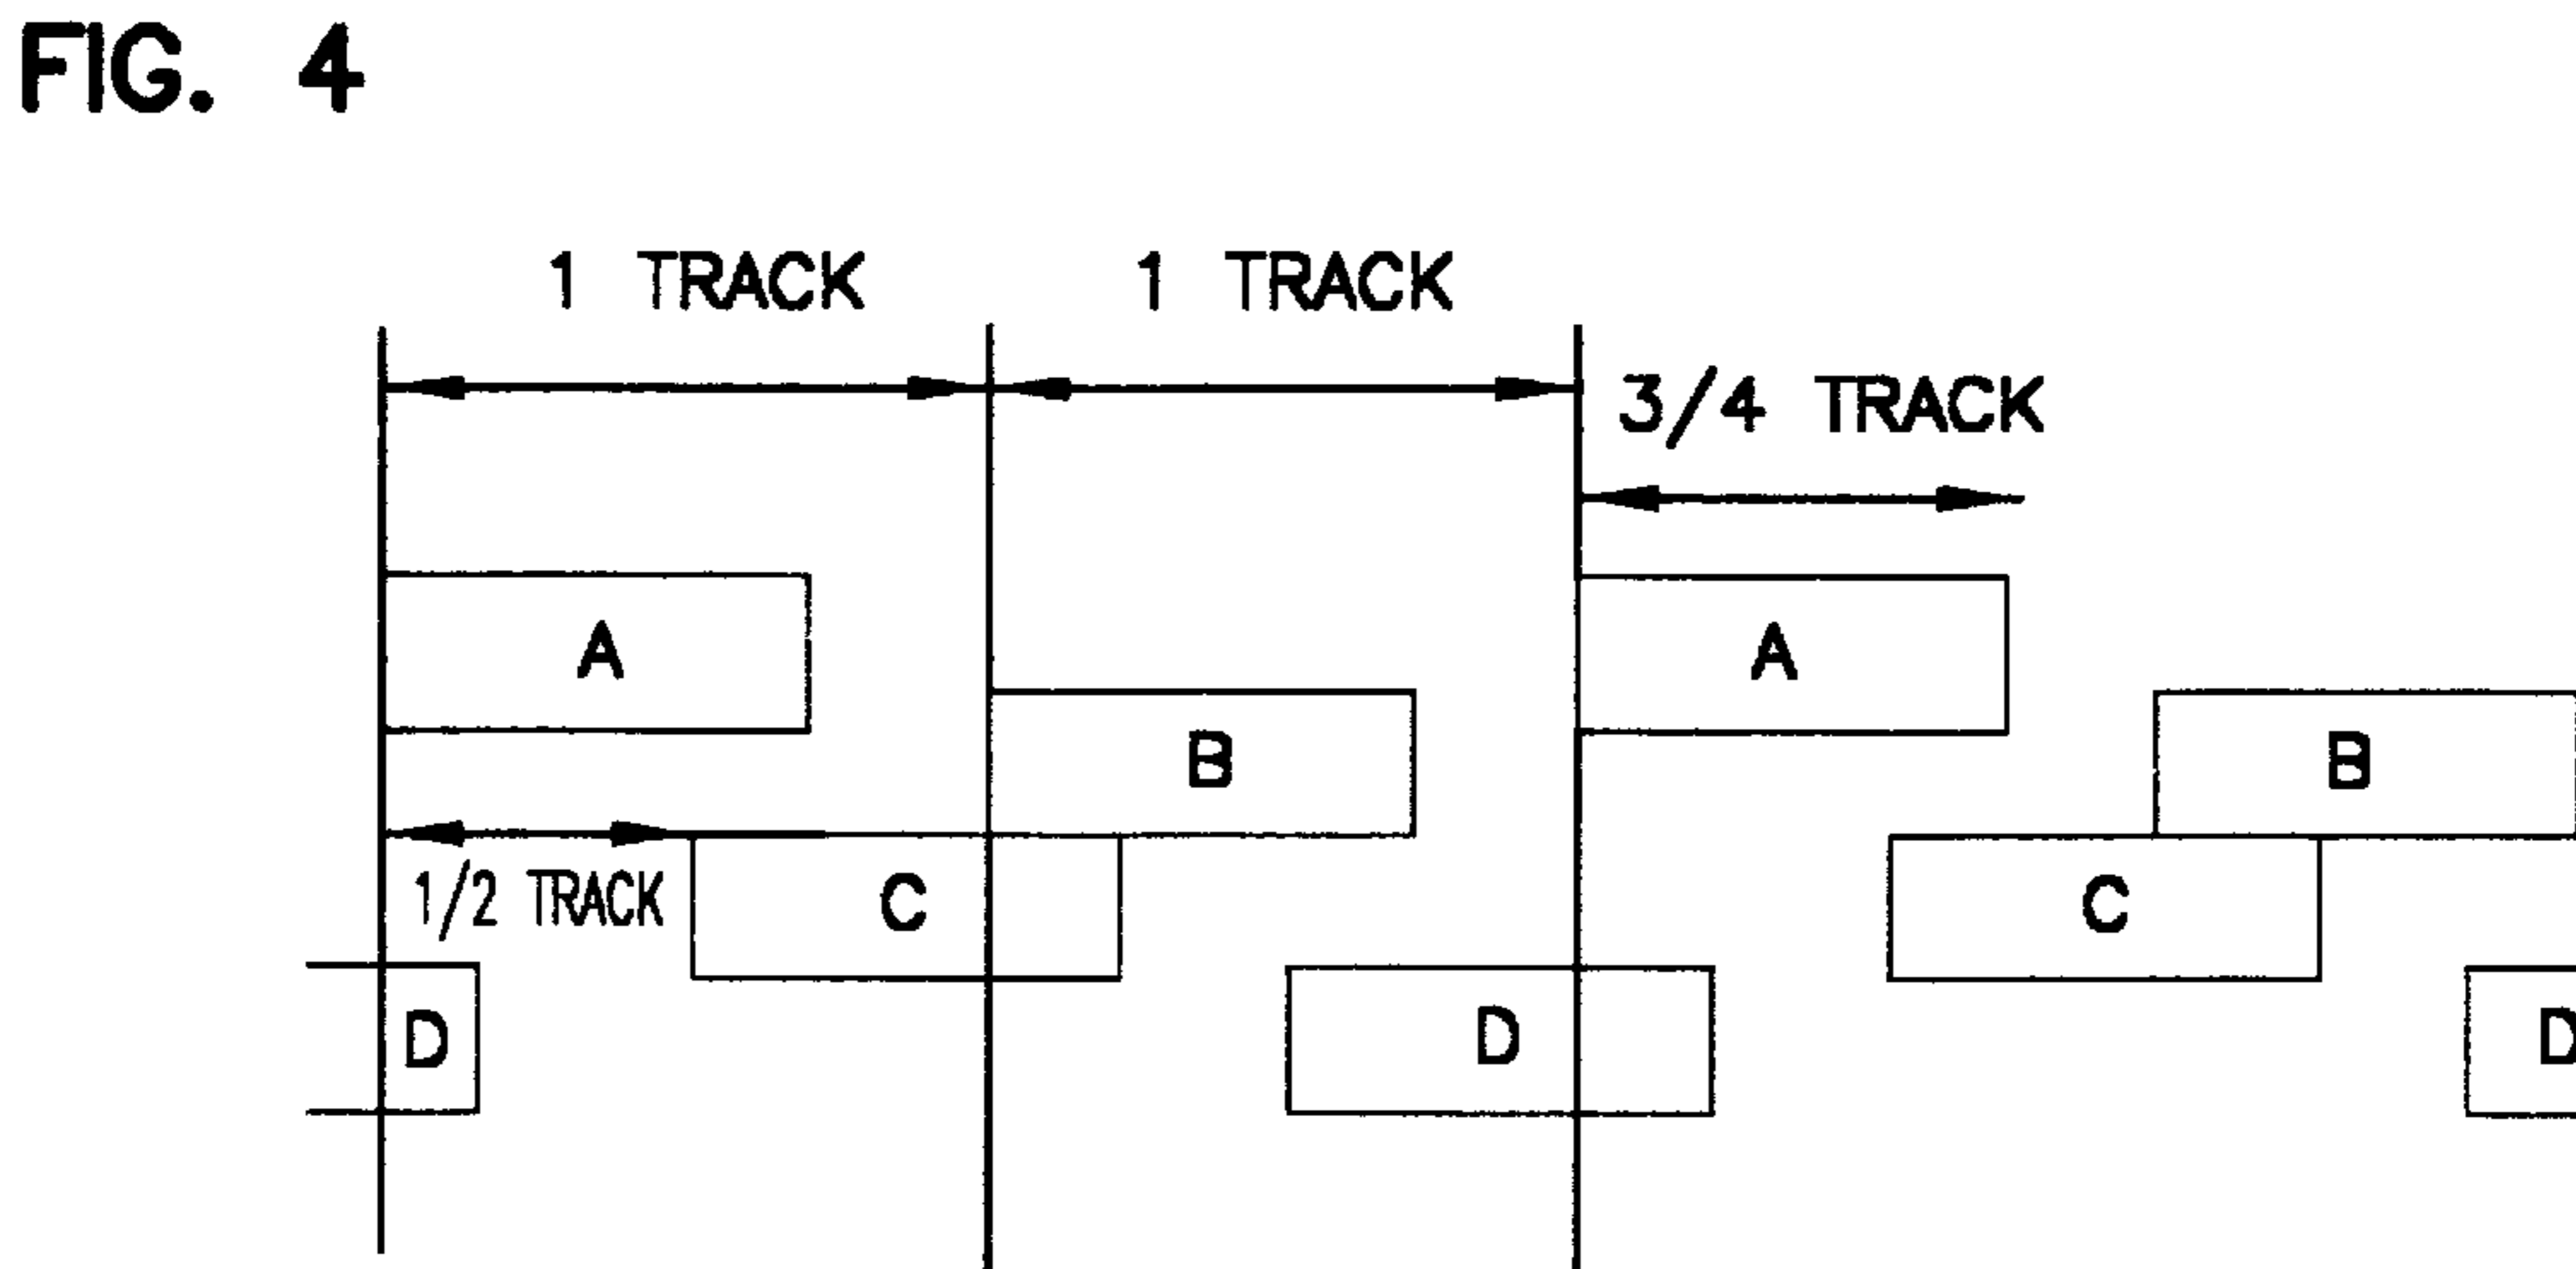 FIG. 4
1 TRACK 1 TRACK
3/4 TRACK
A A
B B
1/2 TRACK C C
D D D